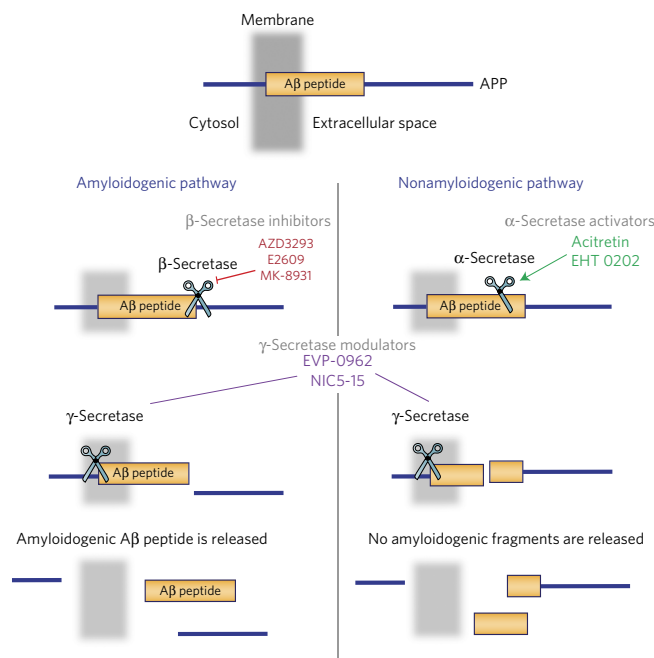 Membrane
Aβ peptide
APP
Cytosol
Extracellular space
Amyloidogenic pathway
β-Secretase inhibitors
AZD3293
E2609
MK-8931
β-Secretase
Aβ peptide
Nonamyloidogenic pathway
α-Secretase activators
Acitretin
EHT 0202
α-Secretase
Aβ peptide
γ-Secretase modulators
EVP-0962
NIC5-15
γ-Secretase
Aβ peptide
γ-Secretase
Amyloidogenic Aβ peptide is released
Aβ peptide
No amyloidogenic fragments are released